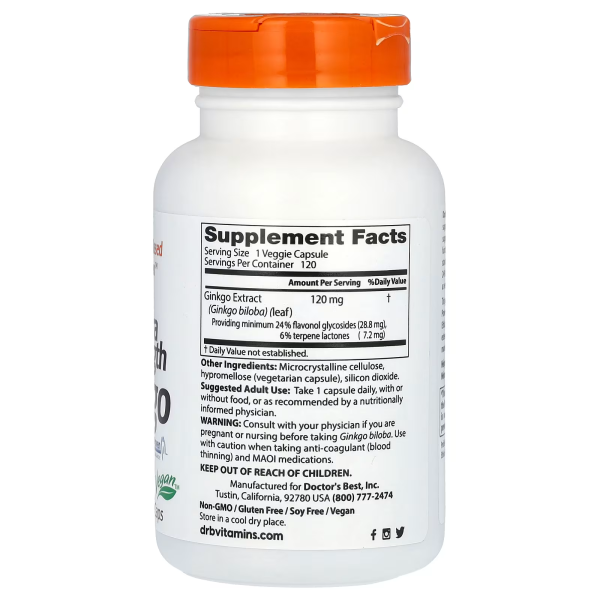 Supplement Facts
Serving Size 1 Veggie Capsule
Servings Per Container 120
Amount Per Serving %Daily Value
Ginkgo Extract 120 mg †
(Ginkgo biloba) (leaf)
Providing minimum 24% flavonol glycosides (28.8 mg),
6% terpene lactones ( 7.2 mg)
† Daily Value not established.
Other Ingredients: Microcrystalline cellulose,
hypromellose (vegetarian capsule), silicon dioxide.
Suggested Adult Use: Take 1 capsule daily, with or
without food, or as recommended by a nutritionally
informed physician.
WARNING: Consult with your physician if you are
pregnant or nursing before taking Ginkgo biloba. Use
with caution when taking anti-coagulant (blood
thinning) and MAOI medications.
KEEP OUT OF REACH OF CHILDREN.
Manufactured for Doctor's Best, Inc.
Tustin, California, 92780 USA (800) 777-2474
Non-GMO / Gluten Free / Soy Free / Vegan
Store in a cool dry place.
drbvitamins.com